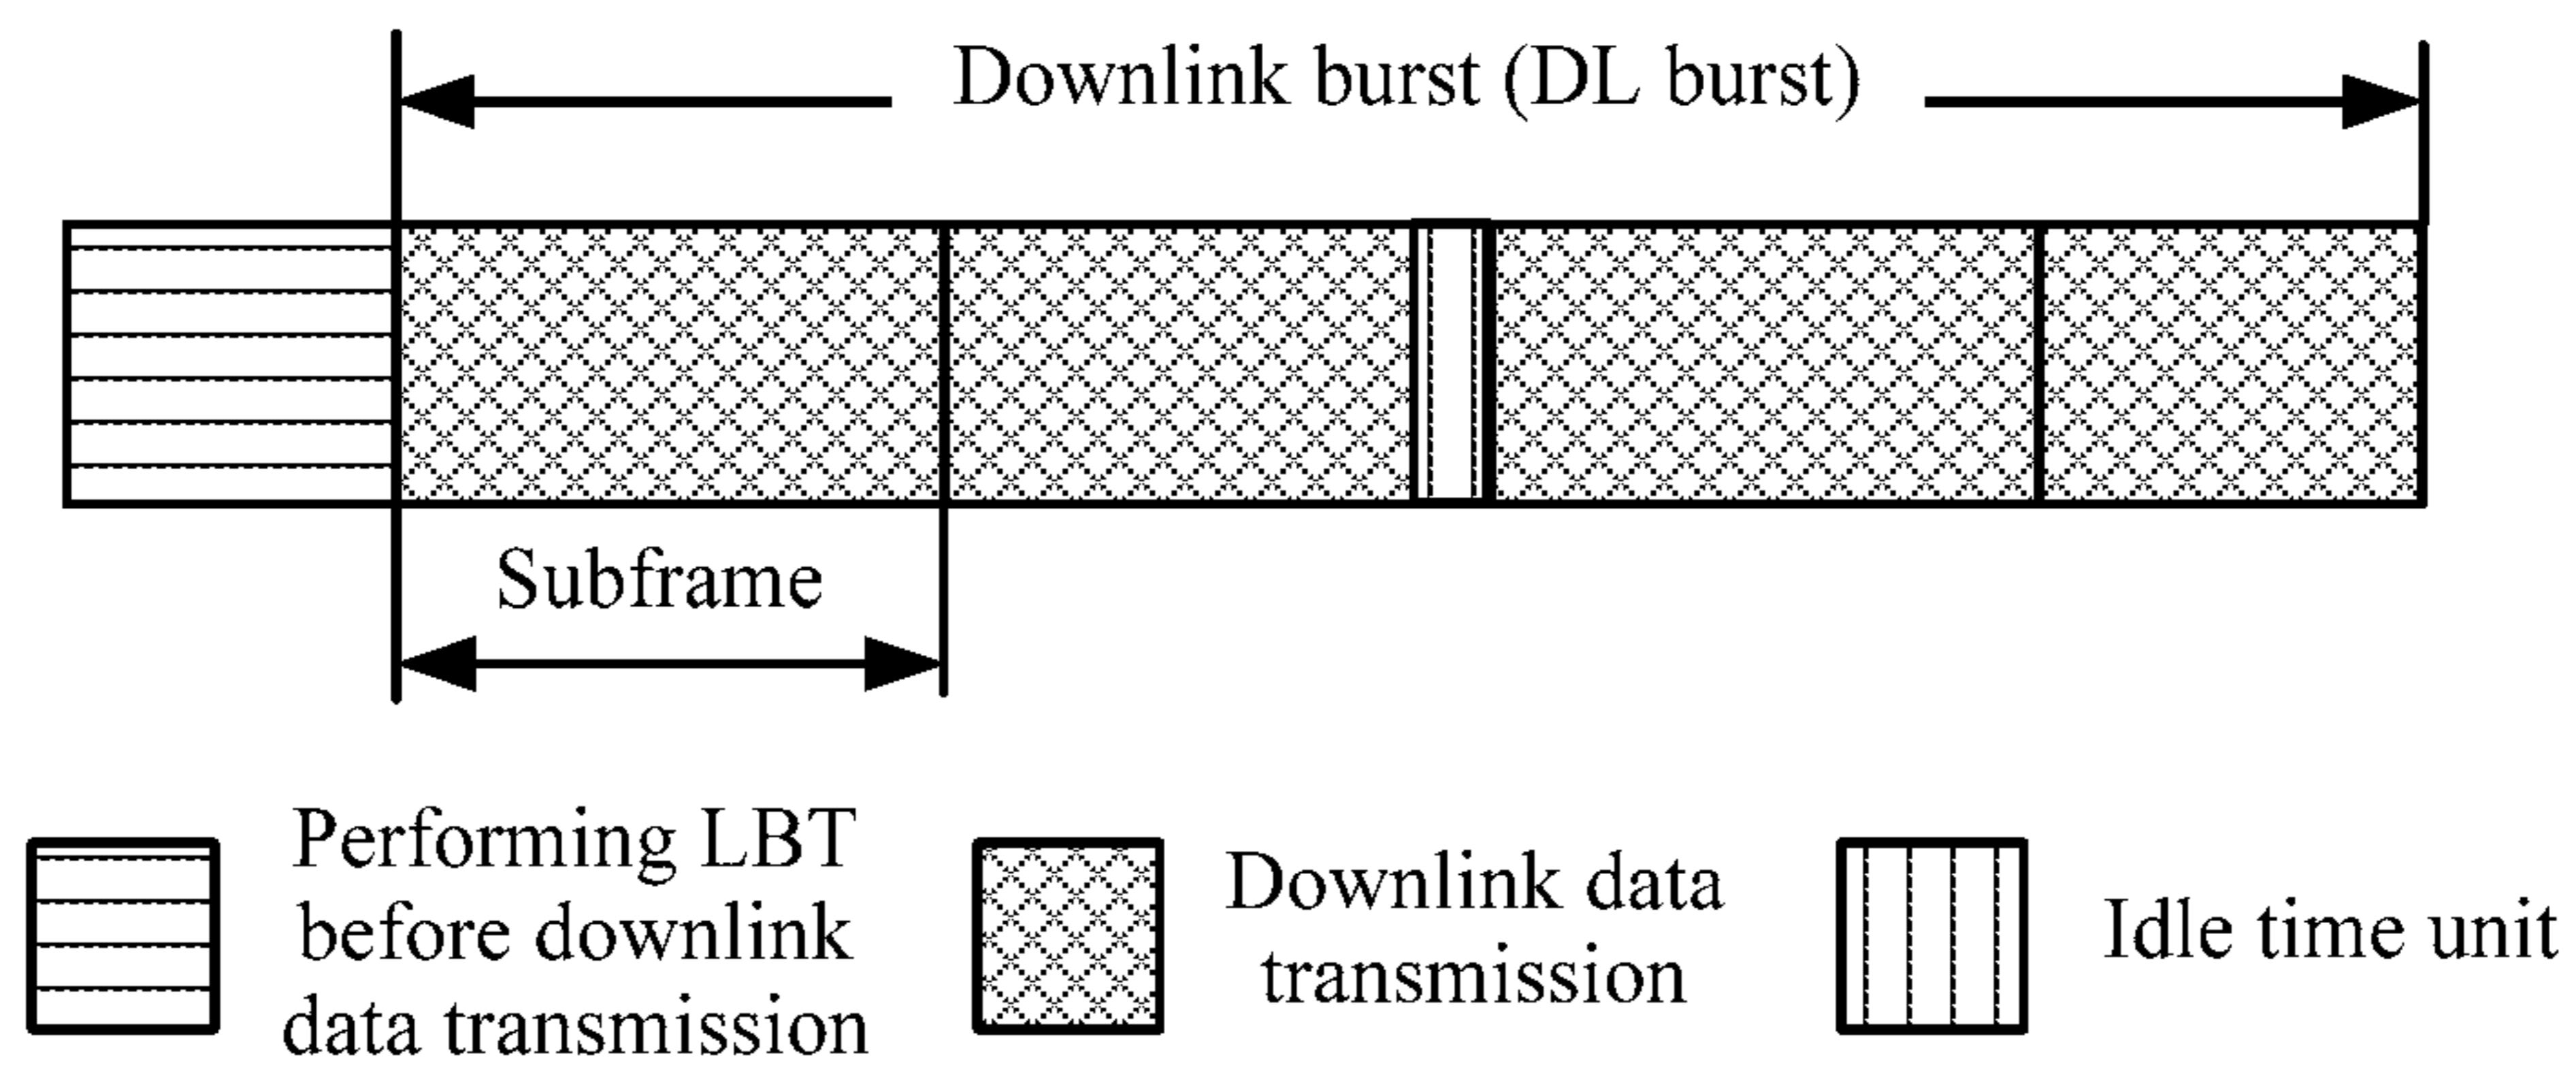 Downlink burst (DL burst)
Subframe
Performing LBT
before downlink
data transmission
Downlink data
transmission
Idle time unit